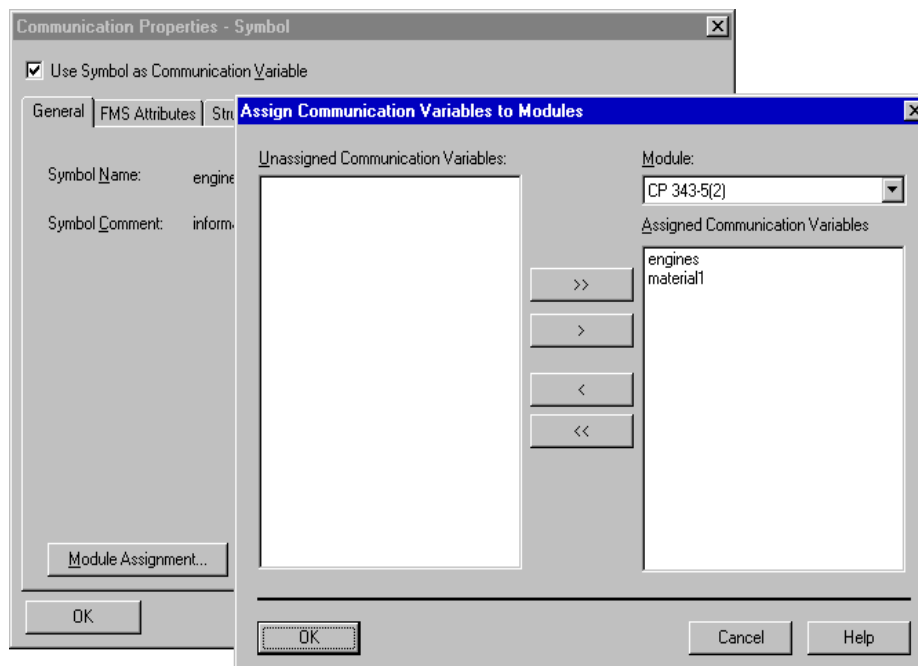 Communication Properties - Symbol
Use Symbol as Communication Variable
General
FMS Attributes
Symbol Name:
Symbol Comment:
Module Assignment...
OK
Assign Communication Variables to Modules
Unassigned Communication Variables:
>>
>
<
<<
Module:
CP 343-5(2)
Assigned Communication Variables
engines
material1
OK
Cancel
Help